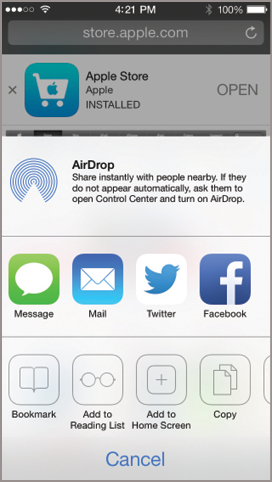 4:21 PM 100%
store.apple.com
Apple Store
Apple
INSTALLED
OPEN
AirDrop
Share instantly with people nearby. If they
do not appear automatically, ask them to
open Control Center and turn on AirDrop.
Message Mail Twitter Facebook
Bookmark Add to Reading List Add to Home Screen Copy
Cancel